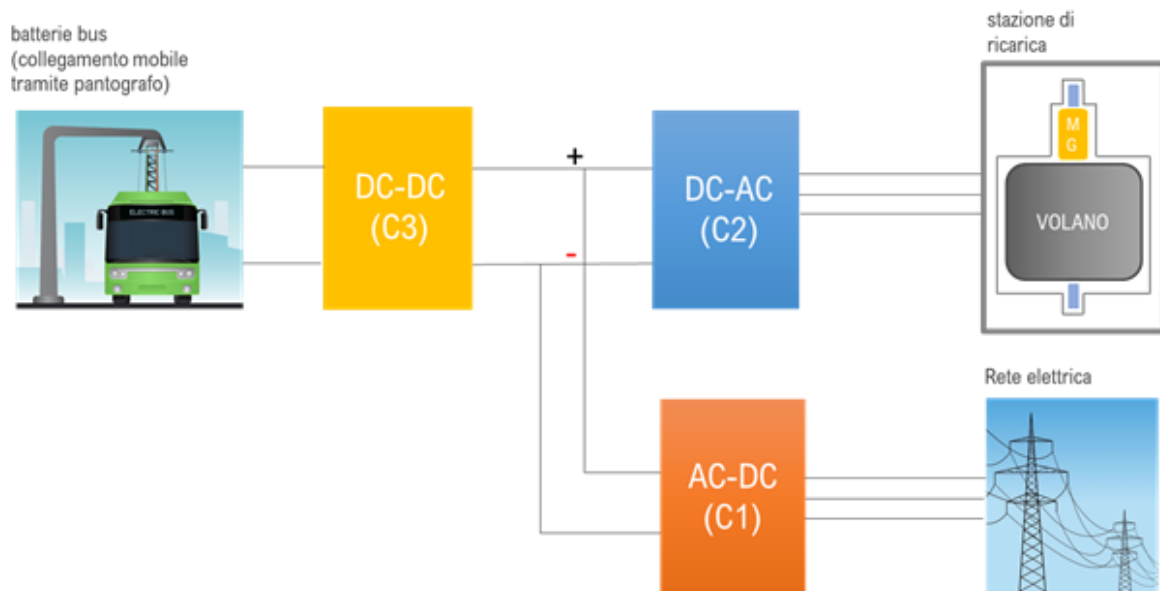 batterie bus
(collegamento mobile
tramite pantografo)
ELECTRIC BUS
DC-DC
(C3)
+
-
DC-AC
(C2)
stazione di
ricarica
M
G
VOLANO
AC-DC
(C1)
Rete elettrica